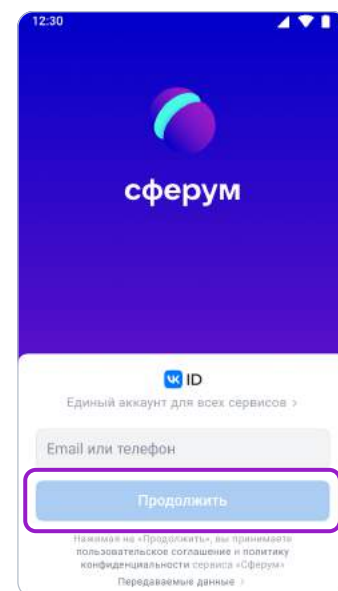 12:30
сферум
VK ID
Единый аккаунт для всех сервисов >
Email или телефон
Продолжить
Нажимая на «Продолжить», вы принимаете
пользовательское соглашение и политику
конфиденциальности сервиса «Сферум»
Передаваемые данные >